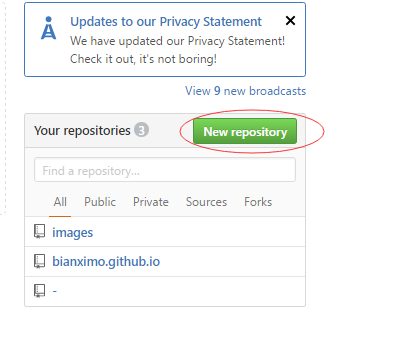 Updates to our Privacy Statement
We have updated our Privacy Statement!
Check it out, it's not boring!
View 9 new broadcasts
Your repositories 3 New repository
Find a repository...
All Public Private Sources Forks
images
bianximo.github.io
-